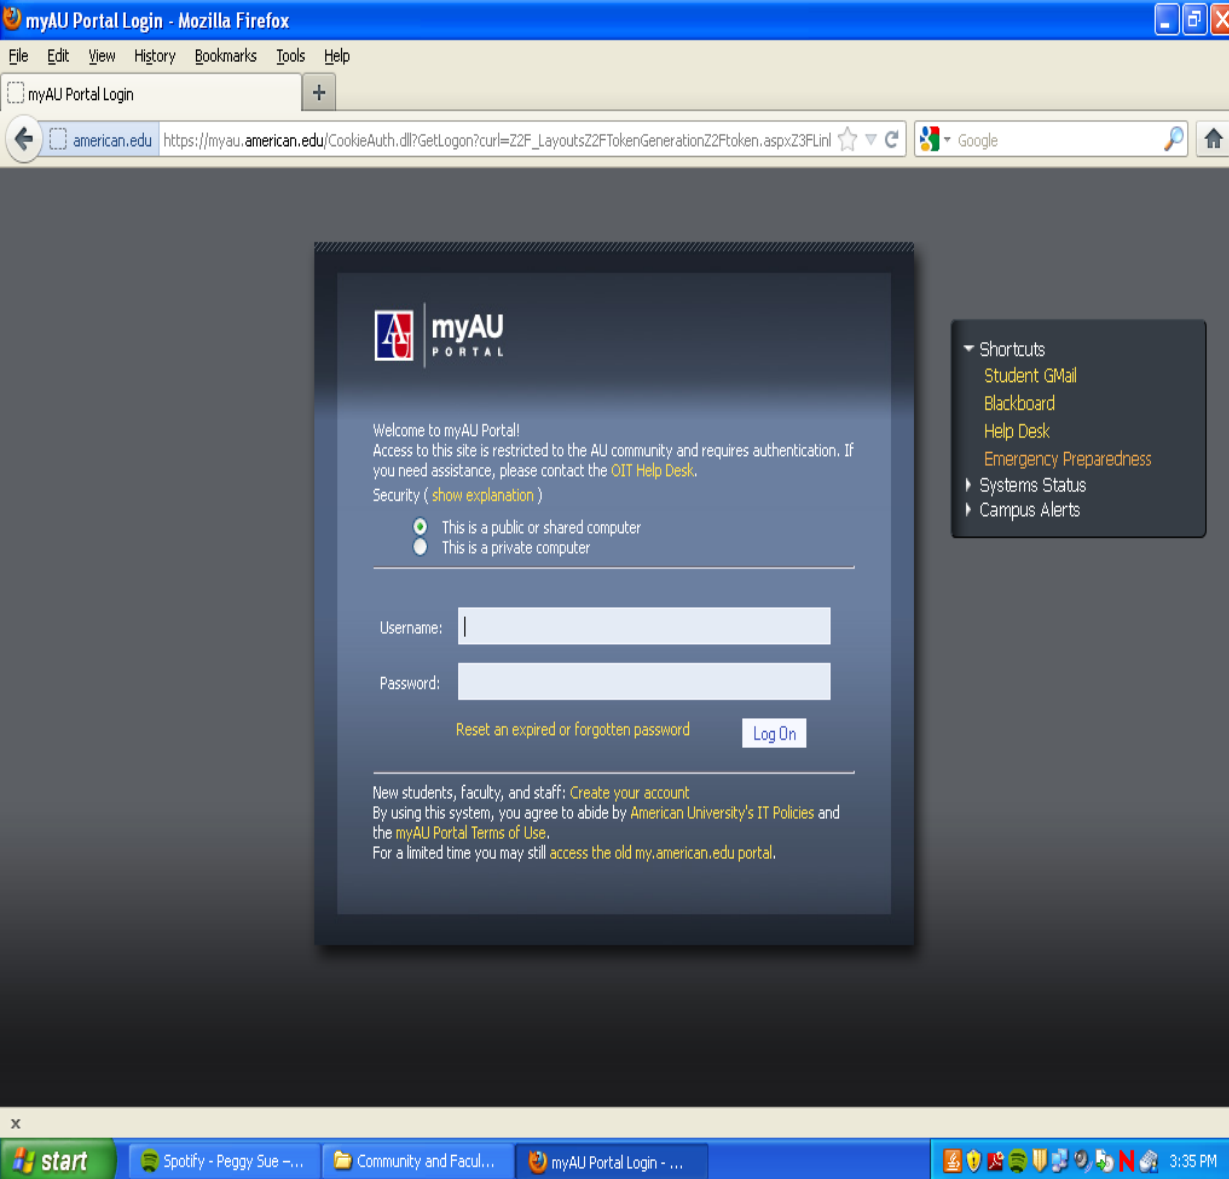 myAU Portal Login - Mozilla Firefox
File Edit View History Bookmarks Tools Help
myAU Portal Login
american.edu https://myau.american.edu/CookieAuth.dll?GetLogon?curl=Z2F_LayoutsZ2FTokenGenerationZ2Ftoken.aspxZ3FLinl Google
AU myAU
PORTAL
Welcome to myAU Portal!
Access to this site is restricted to the AU community and requires authentication. If
you need assistance, please contact the OIT Help Desk.
Security ( show explanation )
This is a public or shared computer
This is a private computer
Username:
Password:
Reset an expired or forgotten password Log On
New students, faculty, and staff: Create your account
By using this system, you agree to abide by American University's IT Policies and
the myAU Portal Terms of Use.
For a limited time you may still access the old my.american.edu portal.
Shortcuts
Student GMail
Blackboard
Help Desk
Emergency Preparedness
Systems Status
Campus Alerts
x
start Spotify - Peggy Sue –... Community and Facul... myAU Portal Login - ... N 3:35 PM